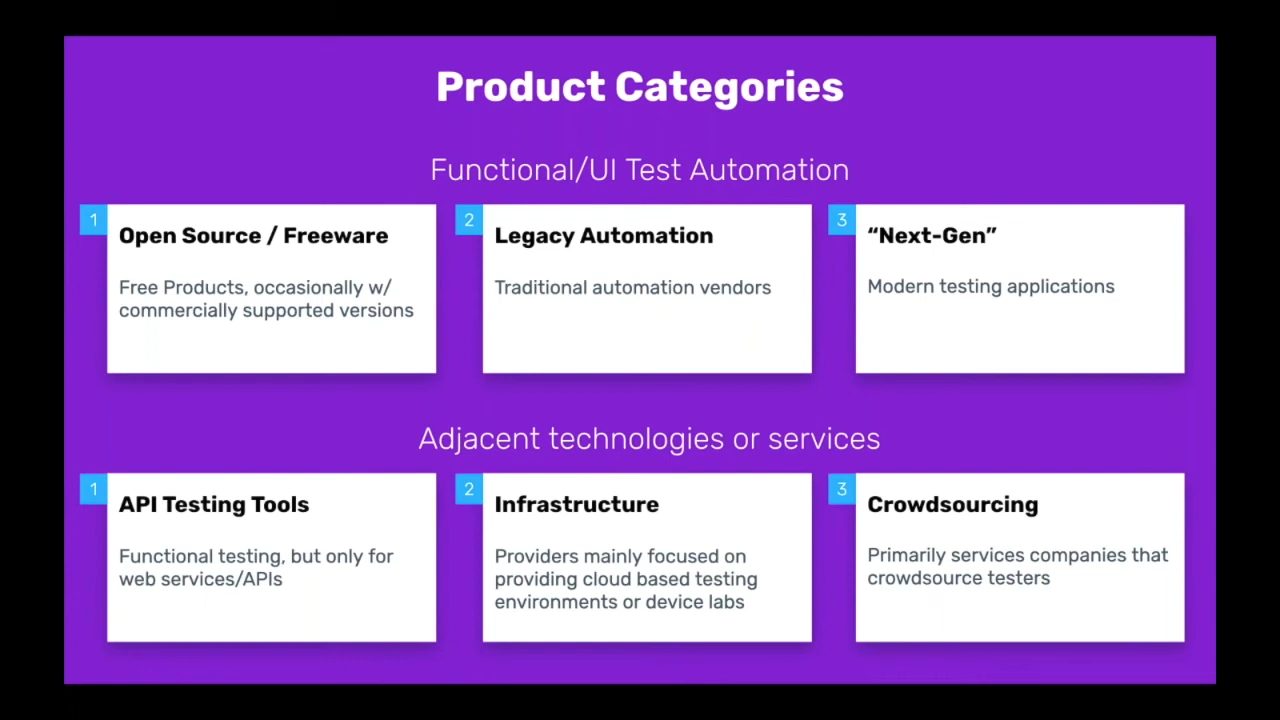 Product Categories
Functional/UI Test Automation
1
Open Source / Freeware
Free Products, occasionally w/
commercially supported versions
2
Legacy Automation
Traditional automation vendors
3
“Next-Gen”
Modern testing applications
Adjacent technologies or services
1
API Testing Tools
Functional testing, but only for
web services/APIs
2
Infrastructure
Providers mainly focused on
providing cloud based testing
environments or device labs
3
Crowdsourcing
Primarily services companies that
crowdsource testers